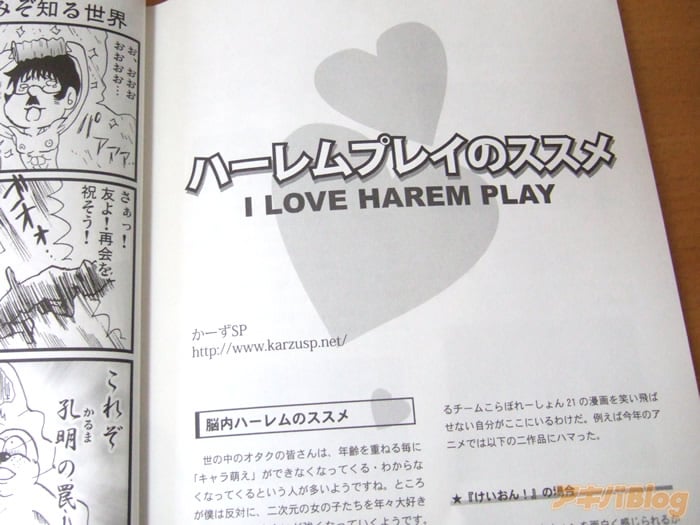 みぞ知る世界
お、おおお
おおおお…
パ
アァァ…
さぁっ!
友よ!再会を
祝そう!
これぞ
孔明の罠!!
かるま
ハーレムプレイのススメ
I LOVE HAREM PLAY
かーずSP
http://www.karzusp.net/
脳内ハーレムのススメ
世の中のオタクの皆さんは、年齢を重ねる毎に
「キャラ萌え」ができなくなってくる・わからな
くなってくるという人が多いようですね。ところ
が僕は反対に、二次元の女の子たちを年々大好き
るチームこらぼれーしょん21の漫画を笑い飛ば
せない自分がここにいるわけだ。例えば今年のア
ニメでは以下の二作品にハマった。
★『けいおん!』の場合
アキバBlog